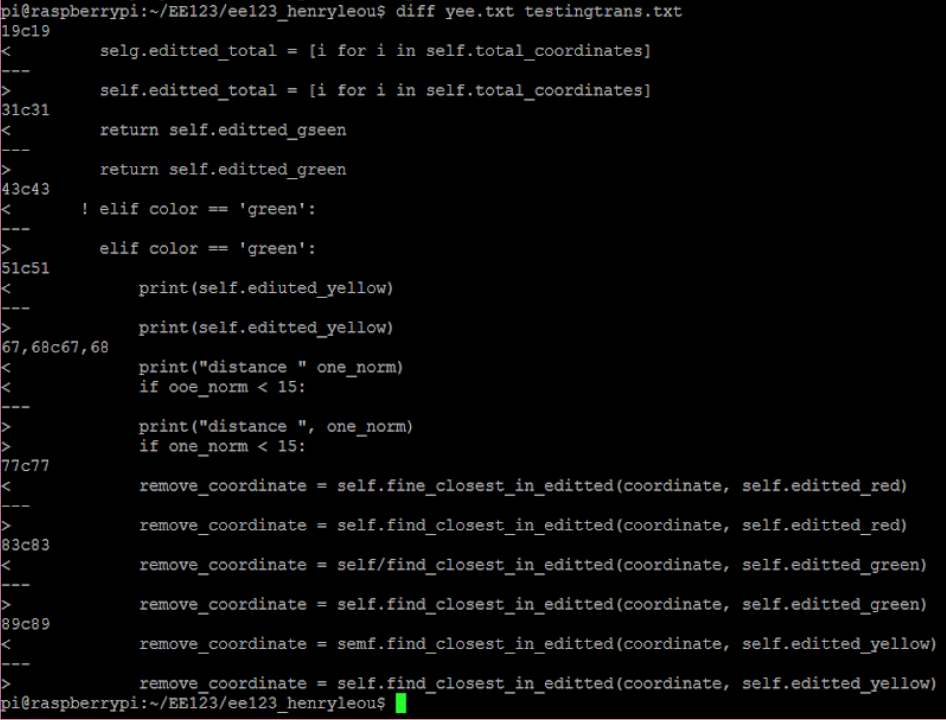 pi@raspberrypi:~/EE123/ee123_henryleou$ diff yee.txt testingtrans.txt
19c19
<         selg.editted_total = [i for i in self.total_coordinates]
---
>         self.editted_total = [i for i in self.total_coordinates]
31c31
<         return self.editted_gseen
---
>         return self.editted_green
43c43
<       ! elif color == 'green':
---
>         elif color == 'green':
51c51
<             print(self.ediuted_yellow)
---
>             print(self.editted_yellow)
67,68c67,68
<             print("distance " one_norm)
<             if ooe_norm < 15:
---
>             print("distance ", one_norm)
>             if one_norm < 15:
77c77
<             remove_coordinate = self.fine_closest_in_editted(coordinate, self.editted_red)
---
>             remove_coordinate = self.find_closest_in_editted(coordinate, self.editted_red)
83c83
<             remove_coordinate = self/find_closest_in_editted(coordinate, self.editted_green)
---
>             remove_coordinate = self.find_closest_in_editted(coordinate, self.editted_green)
89c89
<             remove_coordinate = semf.find_closest_in_editted(coordinate, self.editted_yellow)
---
>             remove_coordinate = self.find_closest_in_editted(coordinate, self.editted_yellow)
pi@raspberrypi:~/EE123/ee123_henryleou$